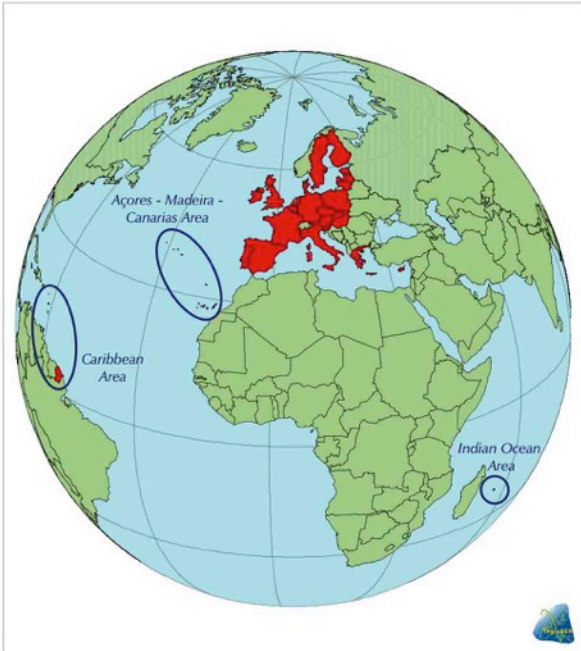 Açores - Madeira -
Canarias Area
Caribbean
Area
Indian Ocean
Area